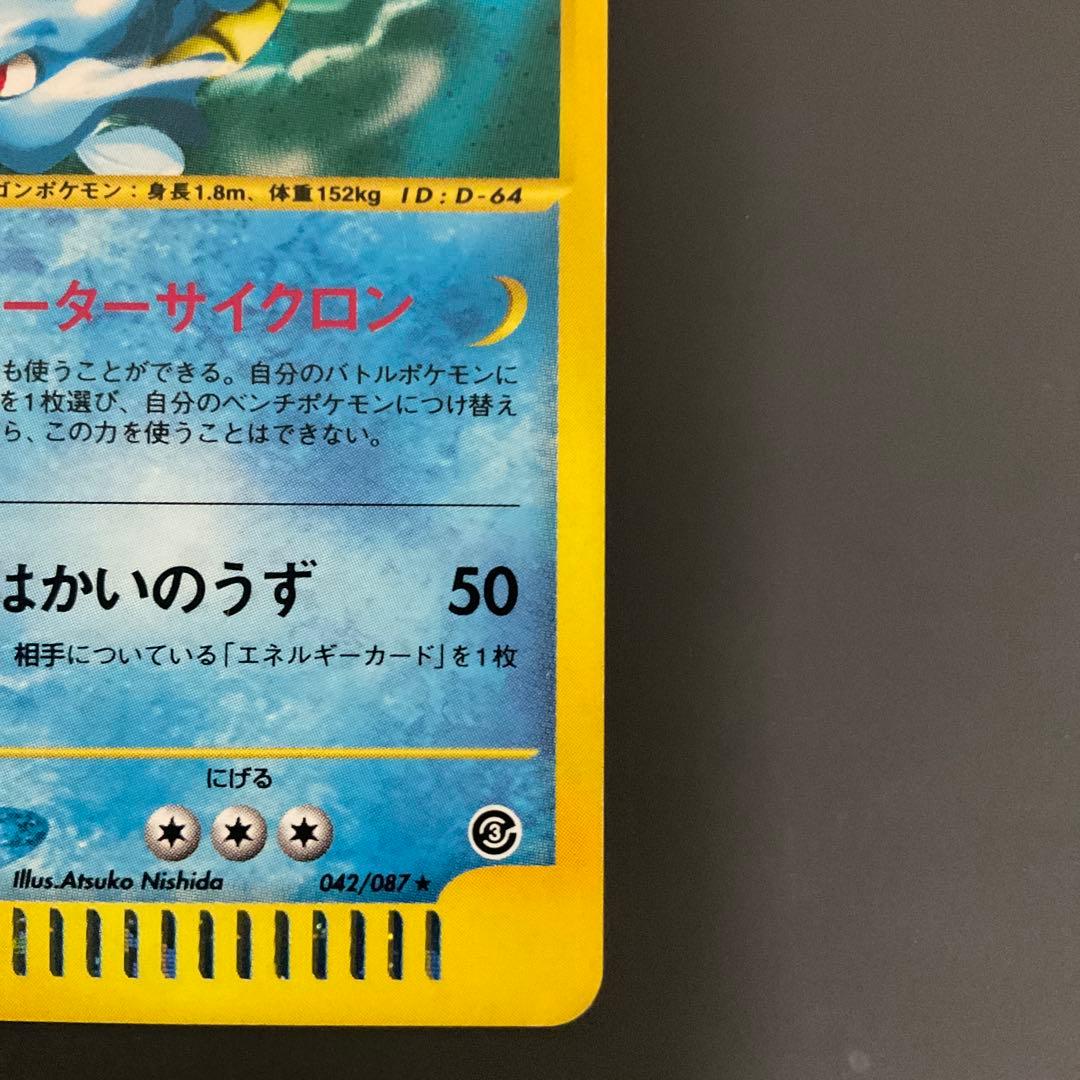 ゴンポケモン：身長1.8m、体重152kg ID:D-64
ーターサイクロン
も使うことができる。自分のバトルポケモンに
を1枚選び、自分のベンチポケモンにつけ替え
ら、この力を使うことはできない。
はかいのうず 50
相手についている「エネルギーカード」を1枚
にげる
3
Illus.Atsuko Nishida 042/087★